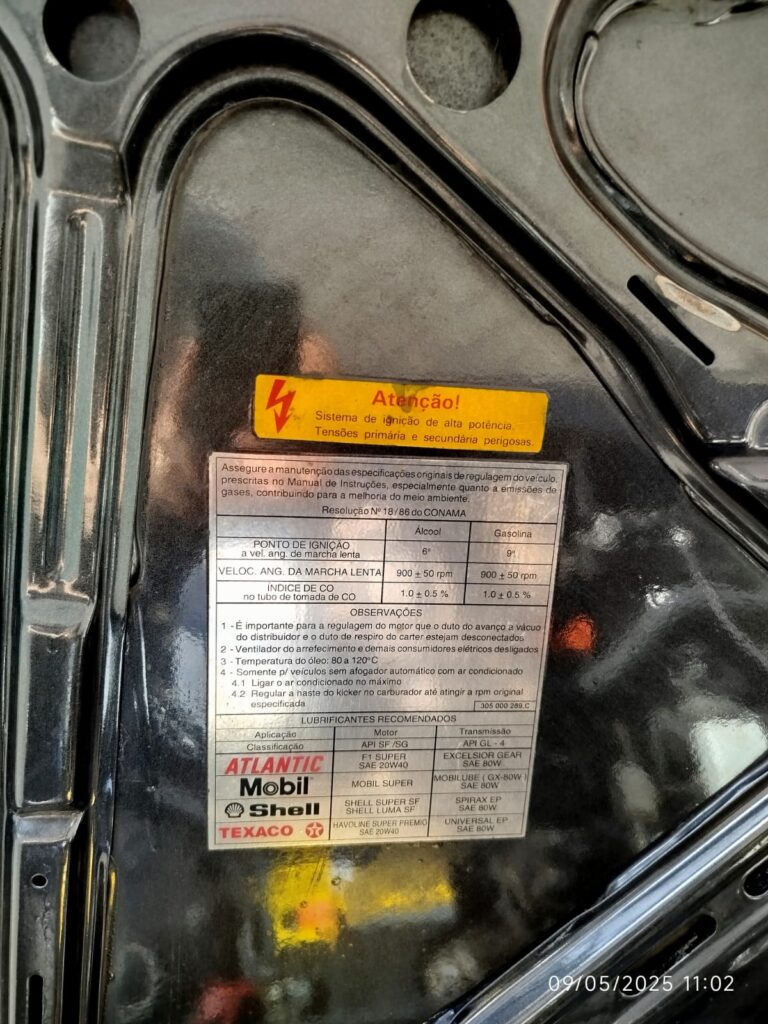 Atenção!
Sistema de ignição de alta potência.
Tensões primária e secundária perigosas.
Assegure a manutenção das especificações originais de regulagem do veículo,
prescritas no Manual de Instruções, especialmente quanto a emissões de
gases, contribuindo para a melhoria do meio ambiente.
Resolução Nº 18/86 do CONAMA
Álcool Gasolina
PONTO DE IGNIÇÃO
a vel. ang. de marcha lenta 6° 9°
VELOC. ANG. DA MARCHA LENTA 900 ± 50 rpm 900 ± 50 rpm
ÍNDICE DE CO
no tubo de tomada de CO 1.0 ± 0.5 % 1.0 ± 0.5 %
OBSERVAÇÕES
1 - É importante para a regulagem do motor que o duto do avanço a vácuo
do distribuidor e o duto de respiro do carter estejam desconectados
2 - Ventilador do arrefecimento e demais consumidores elétricos desligados
3 - Temperatura do óleo: 80 a 120°C
4 - Somente p/ veículos sem afogador automático com ar condicionado
4.1 Ligar o ar condicionado no máximo
4.2 Regular a haste do kicker no carburador até atingir a rpm original
especificada
305 000 289.C
LUBRIFICANTES RECOMENDADOS
Aplicação Motor Transmissão
Classificação API SF/SG API GL - 4
ATLANTIC F1 SUPER SAE 20W40 EXCELSIOR GEAR SAE 80W
Mobil MOBIL SUPER MOBILUBE (GX-80W) SAE 80W
Shell SHELL SUPER SF SHELL LUMA SF SPIRAX EP SAE 80W
TEXACO HAVOLINE SUPER PREMIO SAE 20W40 UNIVERSAL EP SAE 80W
09/05/2025 11:02